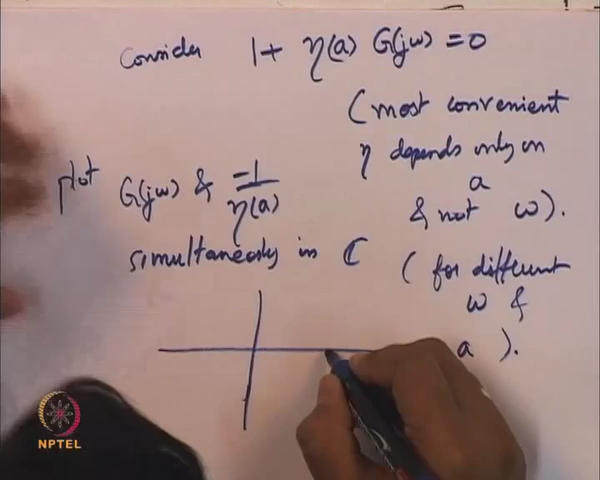 Consider 1 + η(a) G(jω) = 0
(most convenient
η depends only on
a
& not ω).
plot G(jω) & -1/η(a)
simultaneously in ℂ (for different
ω &
a).
NPTEL